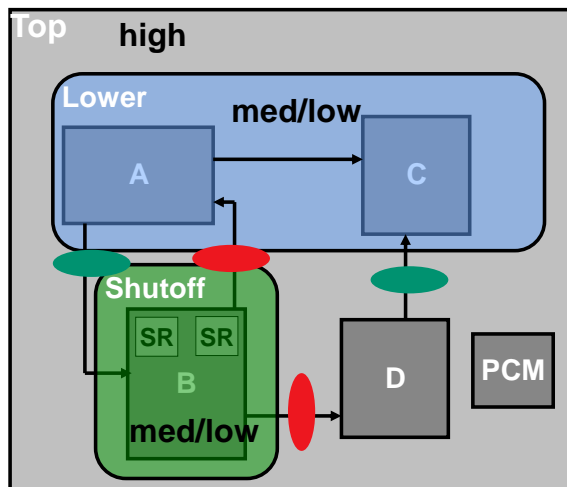 Top
high
Lower
med/low
A
C
Shutoff
SR SR
B
D
PCM
med/low